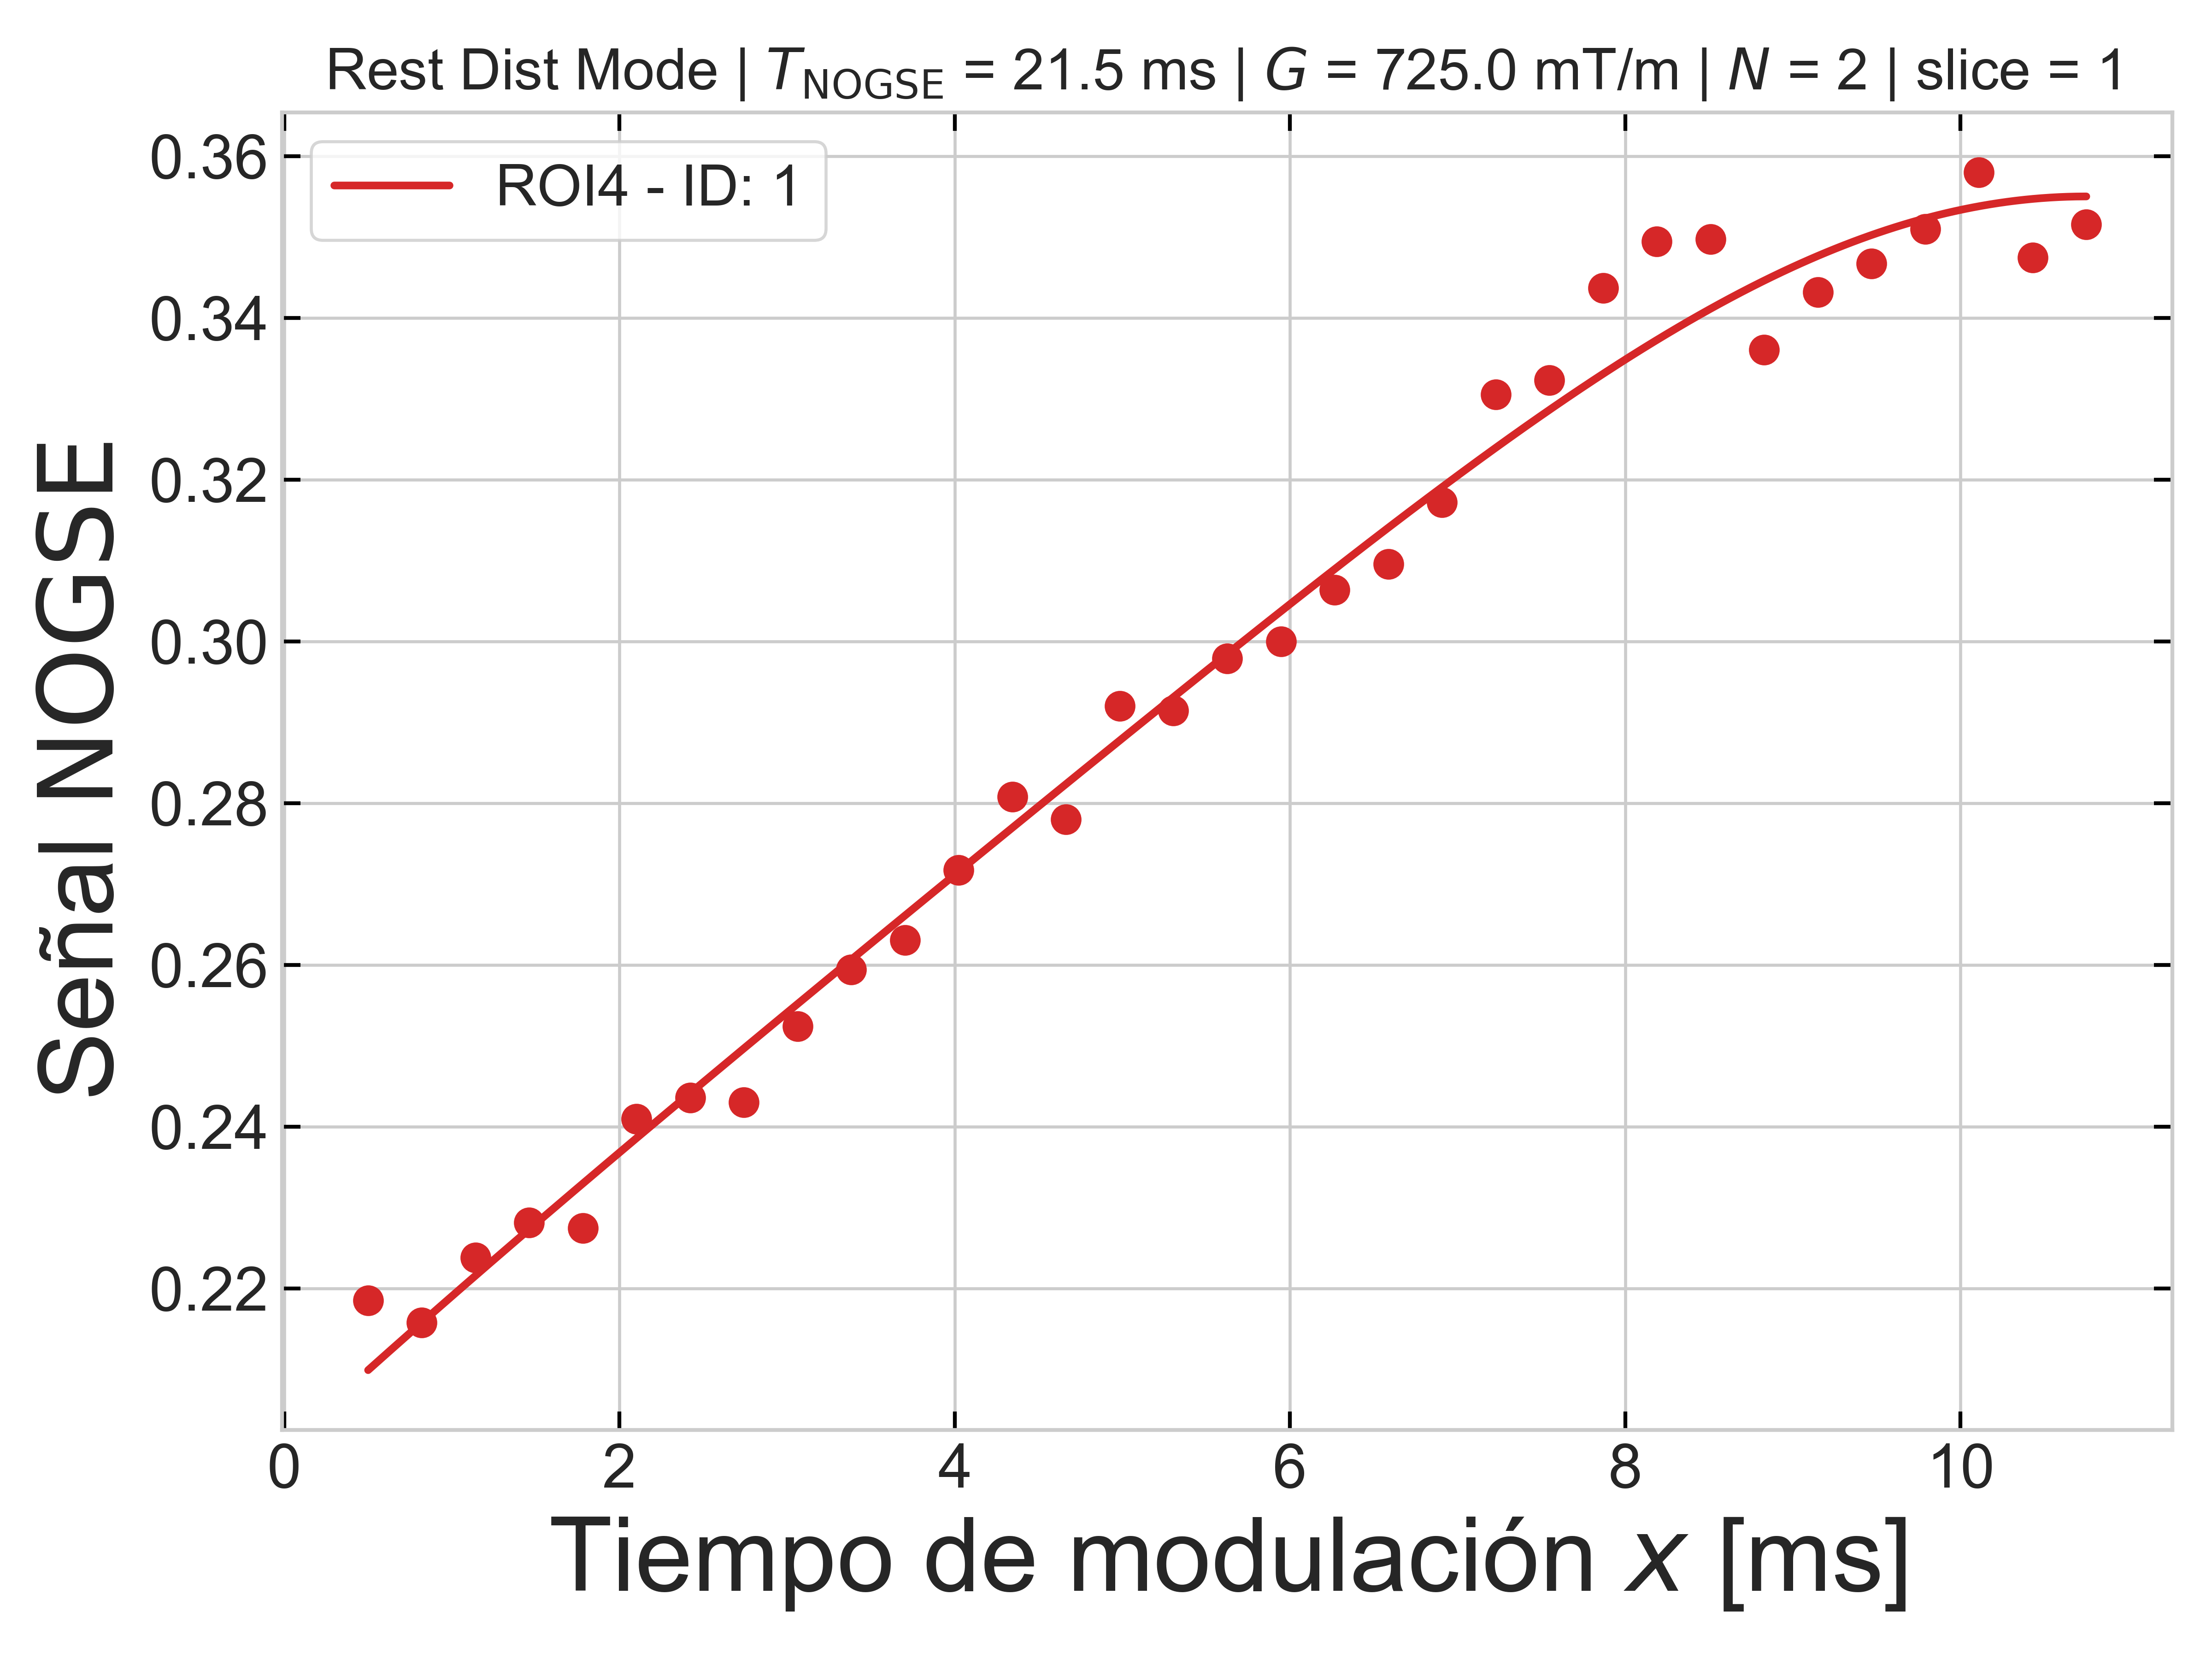 Rest Dist Mode | T_NOGSE = 21.5 ms | G = 725.0 mT/m | N = 2 | slice = 1
ROI4 - ID: 1
Señal NOGSE
0.36
0.34
0.32
0.30
0.28
0.26
0.24
0.22
0 2 4 6 8 10
Tiempo de modulación x [ms]